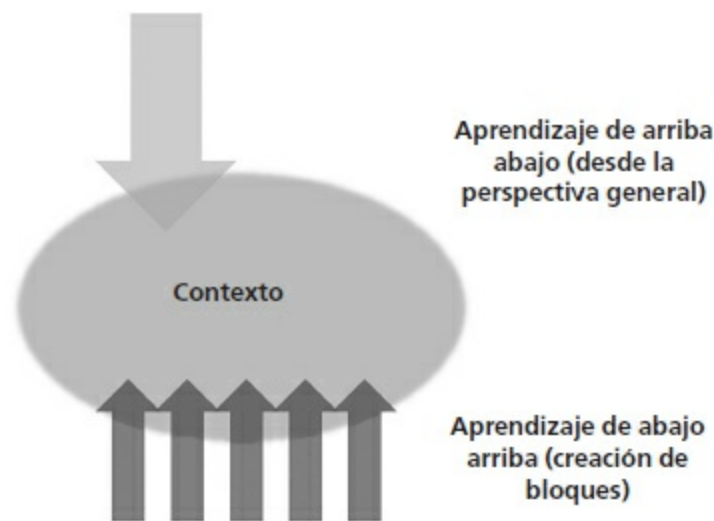 Aprendizaje de arriba
abajo (desde la
perspectiva general)
Contexto
Aprendizaje de abajo
arriba (creación de
bloques)